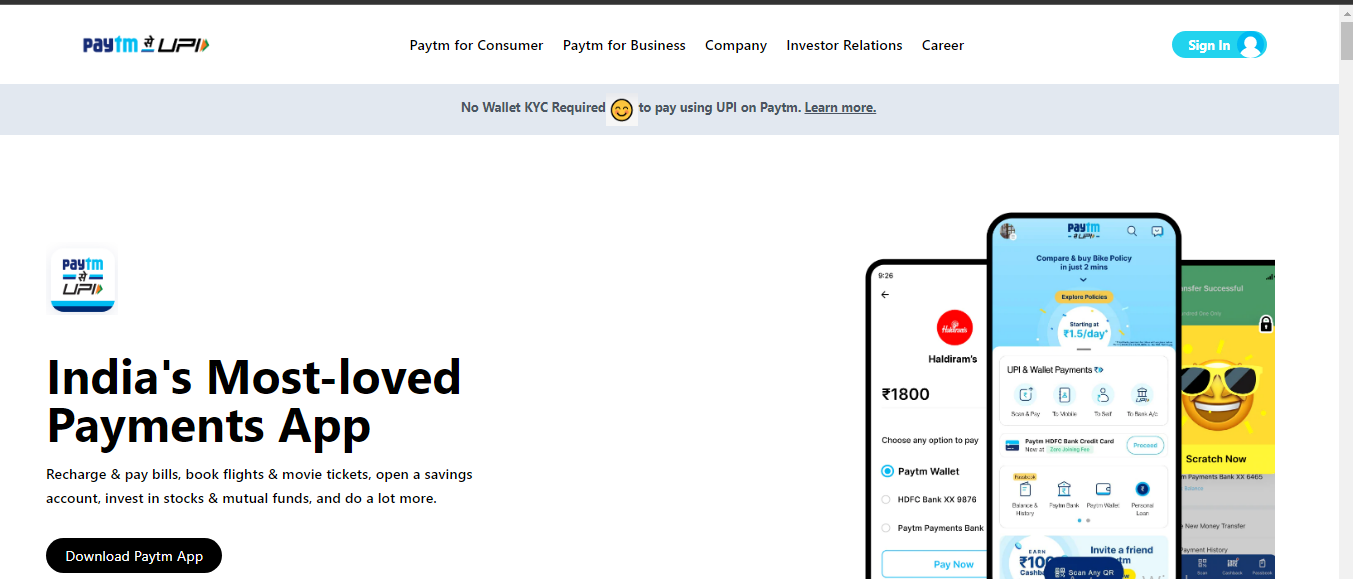 paytm से UPI
Paytm for Consumer
Paytm for Business
Company
Investor Relations
Career
Sign In
No Wallet KYC Required 😊 to pay using UPI on Paytm. Learn more.
paytm
से
UPI
India's Most-loved
Payments App
Recharge & pay bills, book flights & movie tickets, open a savings
account, invest in stocks & mutual funds, and do a lot more.
Download Paytm App
9:26
Haldiram's
Haldiram's
₹1800
Choose any option to pay
Paytm Wallet
HDFC Bank XX 9876
Paytm Payments Bank
Pay Now
paytm
से UPI
Compare & buy Bike Policy
in just 2 mins
Explore Policies
Starting at
₹1.5/day*
UPI & Wallet Payments
Scan & Pay
To Mobile
To Self
To Bank A/c
Paytm HDFC Bank Credit Card
Now at Zero Joining Fee
Proceed
Passbook
Balance &
History
Paytm Bank
Paytm Wallet
Personal
Loan
EARN
₹100
Cashba
Invite a friend
Scan Any QR
nsfer Successful
Scratch Now
m Payments Bank XX 6465
Balance
New Money Transfer
Payment History
Scan
Cashback
Passbook